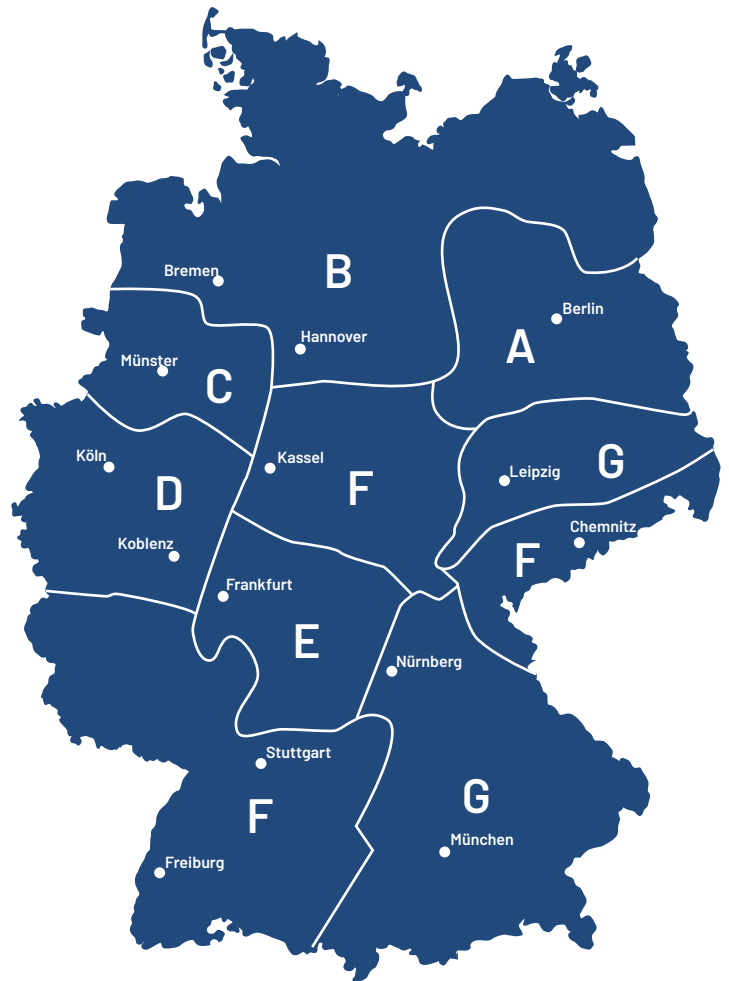 Bremen
B
Hannover
Berlin
A
Münster
C
Köln
Kassel
D
F
Leipzig
G
Koblenz
Chemnitz
F
Frankfurt
E
Nürnberg
Stuttgart
F
G
München
Freiburg